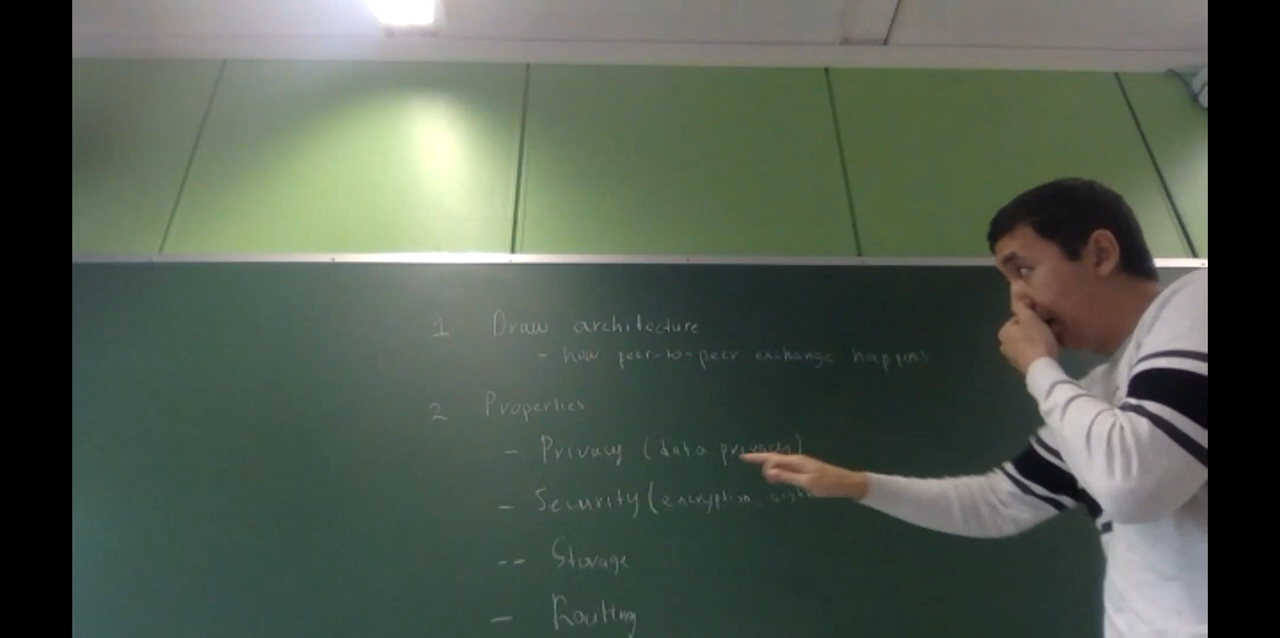 1 Draw architecture
- how peer-to-peer exchange happens
2 Properties
- Privacy (data privacy)
- Security (encryption,
-- Storage
- Routing